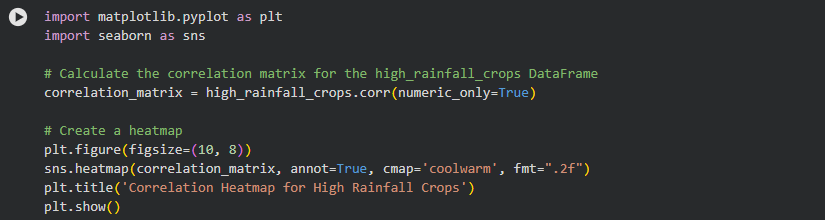 import matplotlib.pyplot as plt
import seaborn as sns
# Calculate the correlation matrix for the high_rainfall_crops DataFrame
correlation_matrix = high_rainfall_crops.corr(numeric_only=True)
# Create a heatmap
plt.figure(figsize=(10, 8))
sns.heatmap(correlation_matrix, annot=True, cmap='coolwarm', fmt=".2f")
plt.title('Correlation Heatmap for High Rainfall Crops')
plt.show()